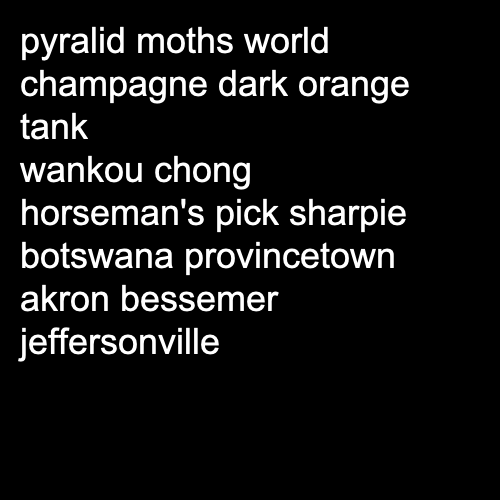 pyralid moths world
champagne dark orange
tank
wankou chong
horseman's pick sharpie
botswana provincetown
akron bessemer
jeffersonville